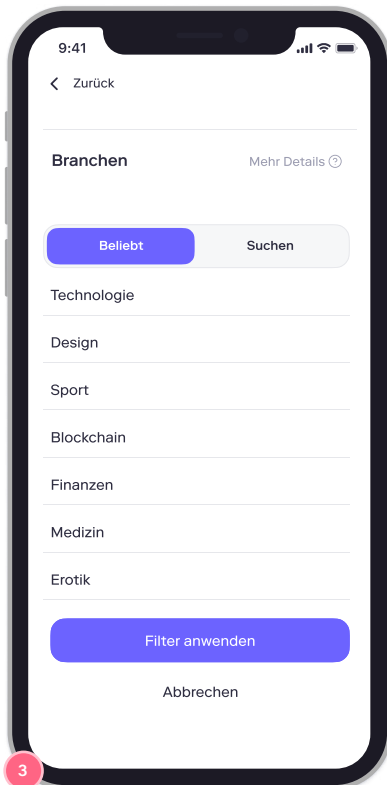 9:41
Zurück
Branchen
Mehr Details ?
Beliebt
Suchen
Technologie
Design
Sport
Blockchain
Finanzen
Medizin
Erotik
Filter anwenden
Abbrechen
3